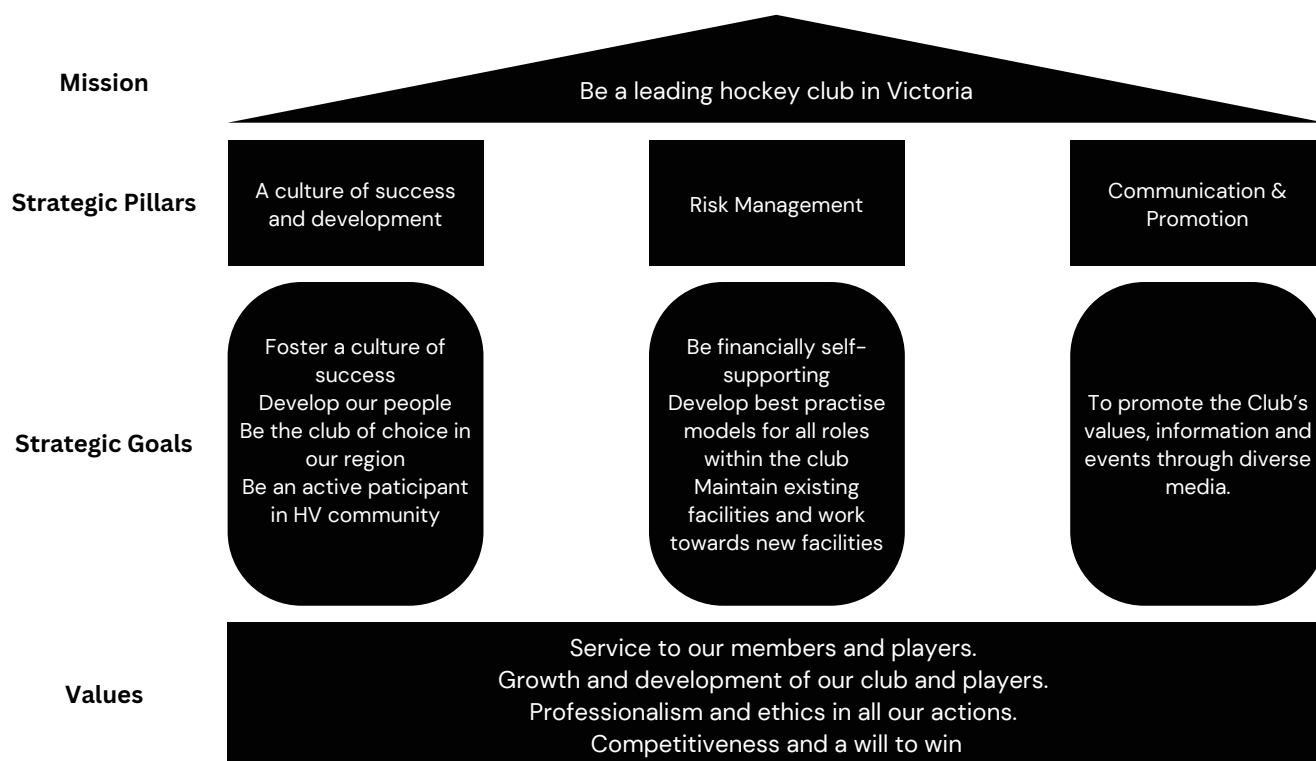 Mission
Be a leading hockey club in Victoria
Strategic Pillars
A culture of success
and development
Risk Management
Communication &
Promotion
Strategic Goals
Foster a culture of
success
Develop our people
Be the club of choice in
our region
Be an active paticipant
in HV community
Be financially self-
supporting
Develop best practise
models for all roles
within the club
Maintain existing
facilities and work
towards new facilities
To promote the Club's
values, information and
events through diverse
media.
Values
Service to our members and players.
Growth and development of our club and players.
Professionalism and ethics in all our actions.
Competitiveness and a will to win